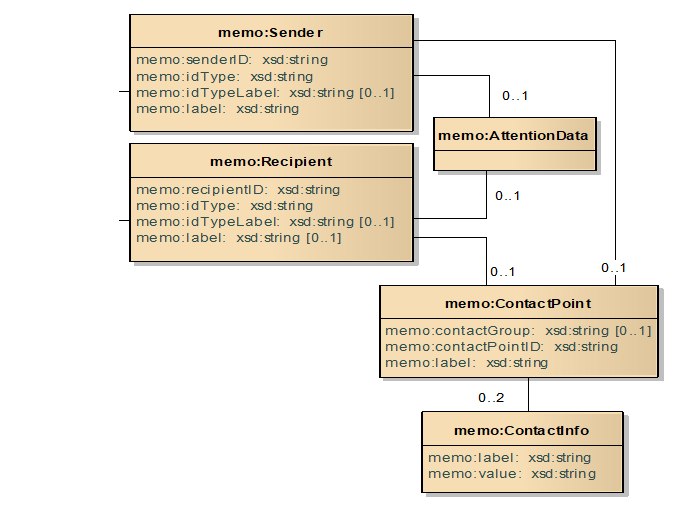 memo:Sender
memo:senderID: xsd:string
memo:idType: xsd:string
memo:idTypeLabel: xsd:string [0..1]
memo:label: xsd:string
0..1
memo:AttentionData
memo:Recipient
memo:recipientID: xsd:string
memo:idType: xsd:string
memo:idTypeLabel: xsd:string [0..1]
memo:label: xsd:string [0..1]
0..1
0..1
0..1
memo:ContactPoint
memo:contactGroup: xsd:string [0..1]
memo:contactPointID: xsd:string
memo:label: xsd:string
0..2
memo:ContactInfo
memo:label: xsd:string
memo:value: xsd:string